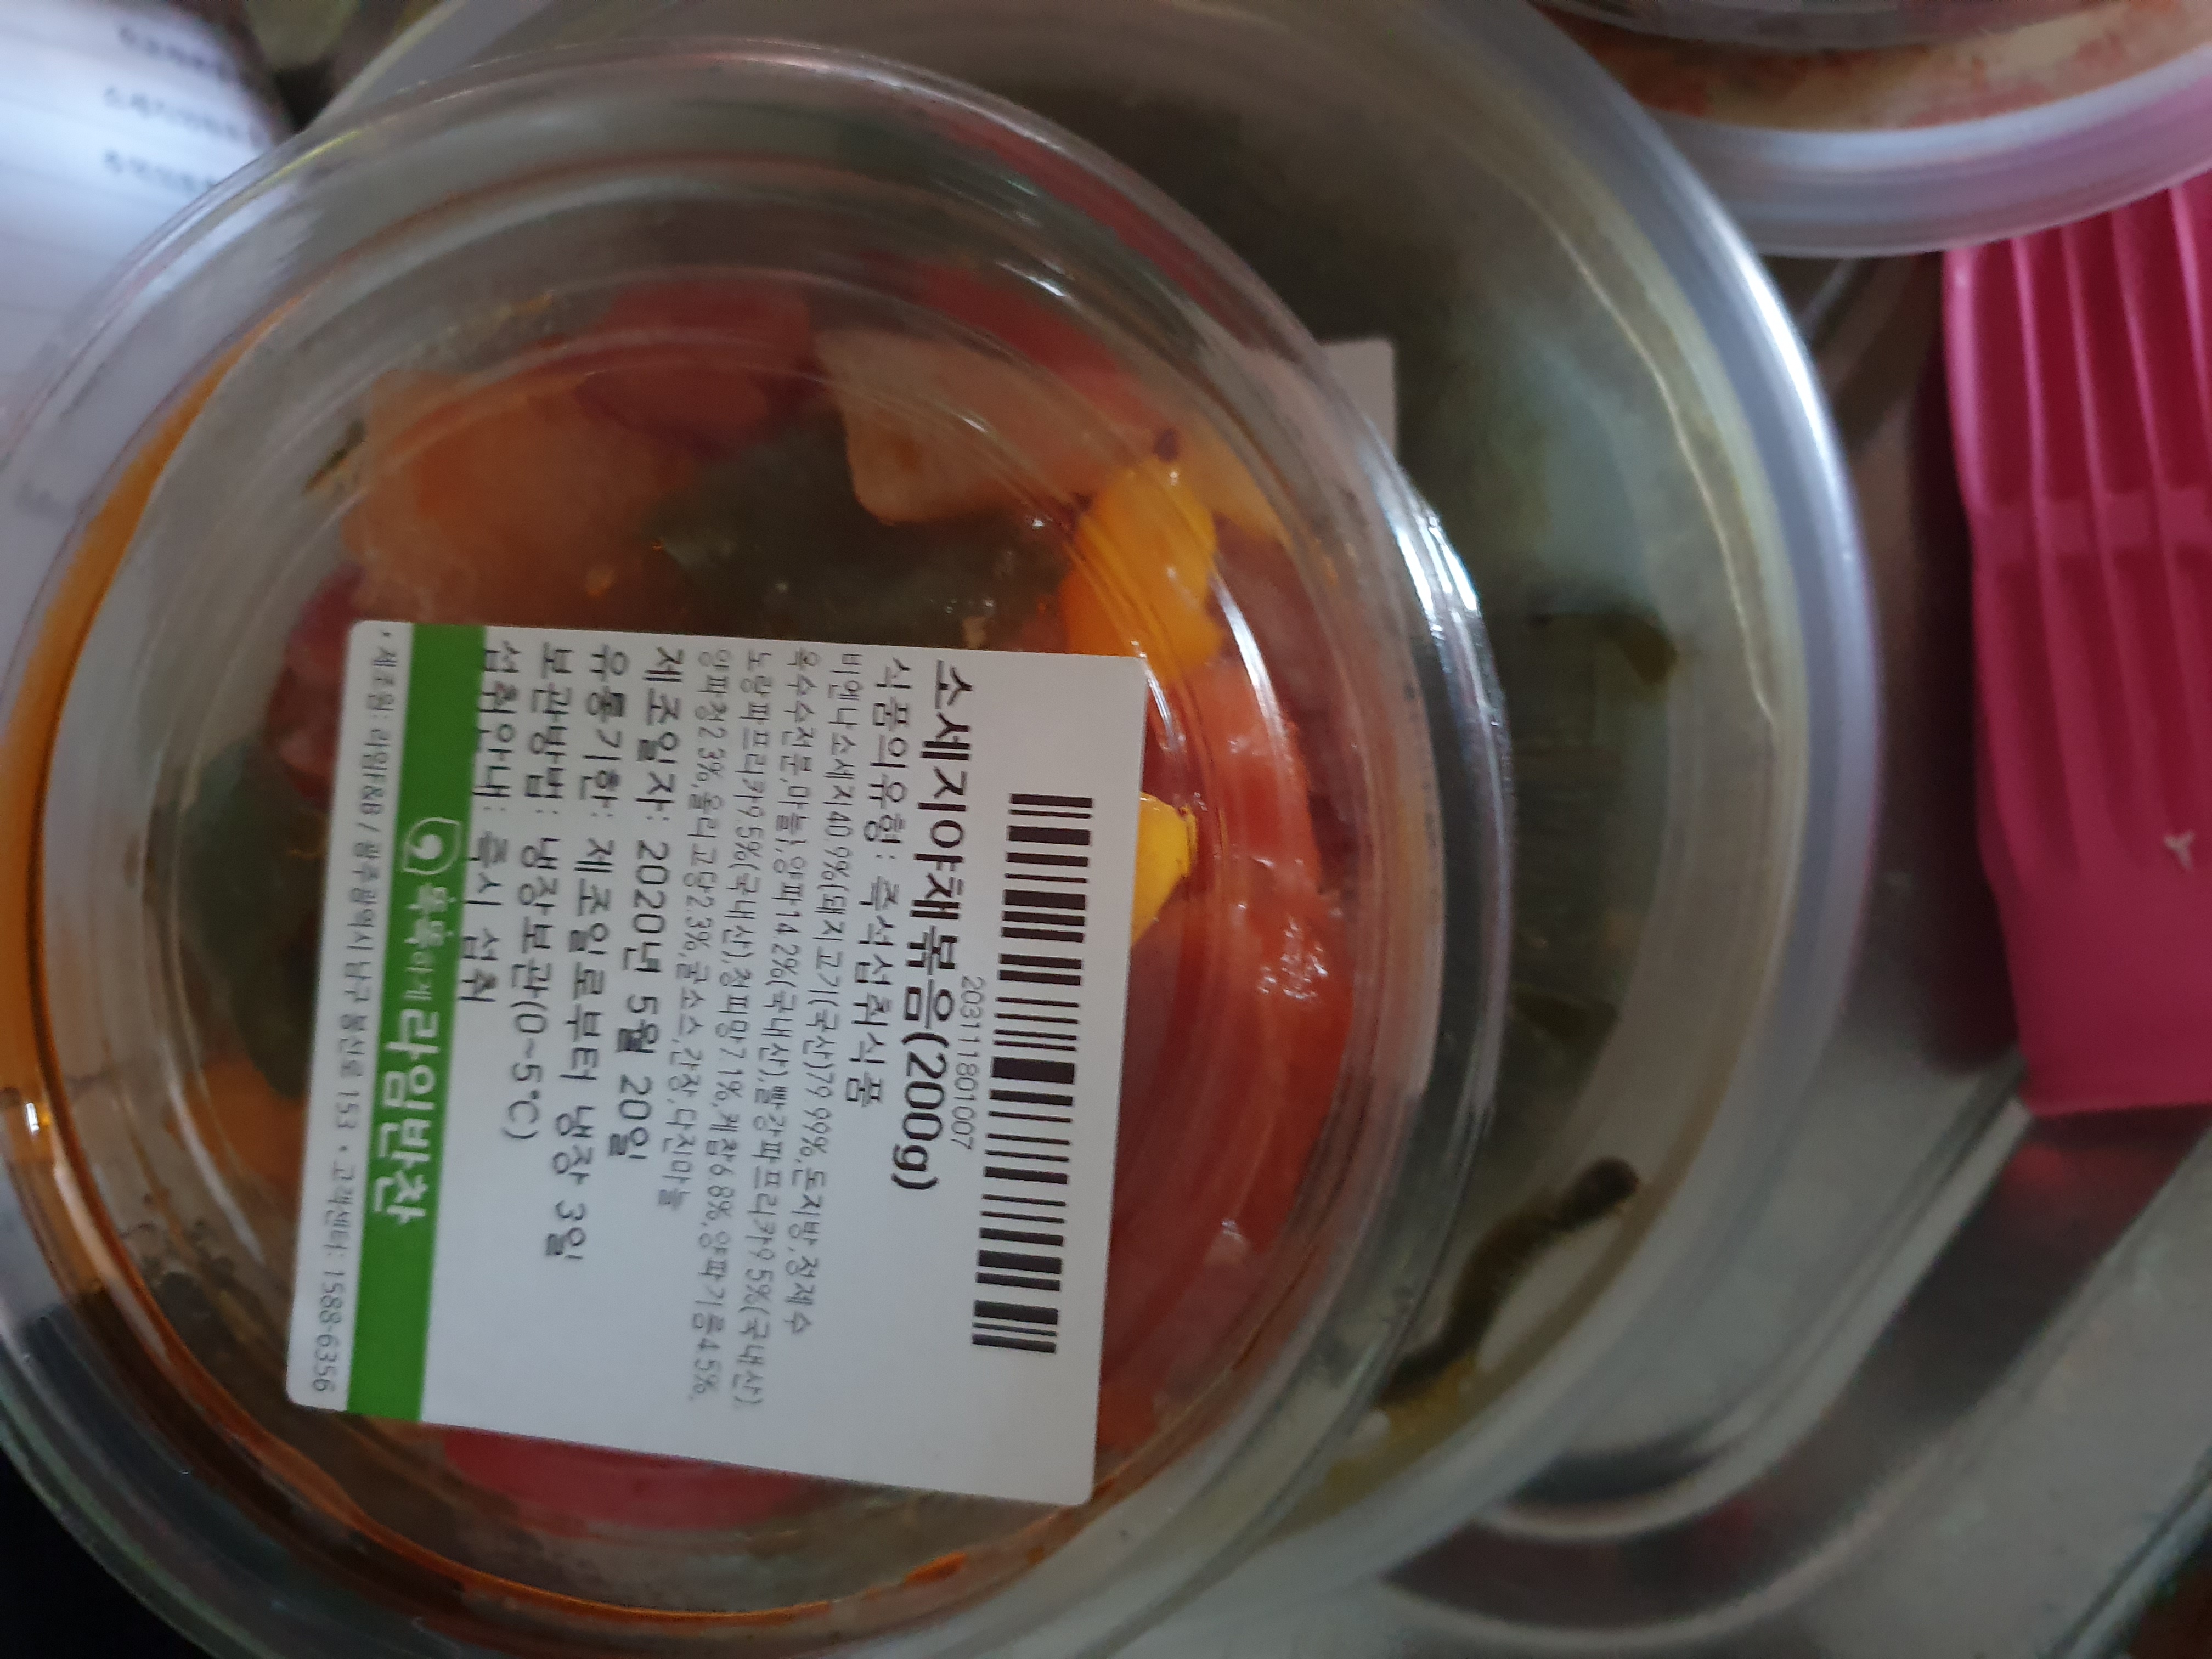 203111801007
소세지야채볶음(200g)
식품의유형: 즉석섭취식품
비엔나소세지40.9%(돼지고기(국산)79.99%,돈지방,정제수
옥수수전분,마늘),양파14.2%(국내산),빨강파프리카9.5%(국내산)
노랑파프리카9.5%(국내산),청피망7.1%,케찹6.8%,양파기름4.5%,
양파청2.3%,올리고당2.3%,굴소스,간장,다진마늘
제조일자: 2020년 5월 20일
유통기한: 제조일로부터 냉장 3일
보관방법: 냉장보관(0~5℃)
섭취안내: 즉시 섭취
라임반찬
• 제조원: 라임F&B / 광주광역시 남구 봉선로 153 • 고객센터: 1588-6356